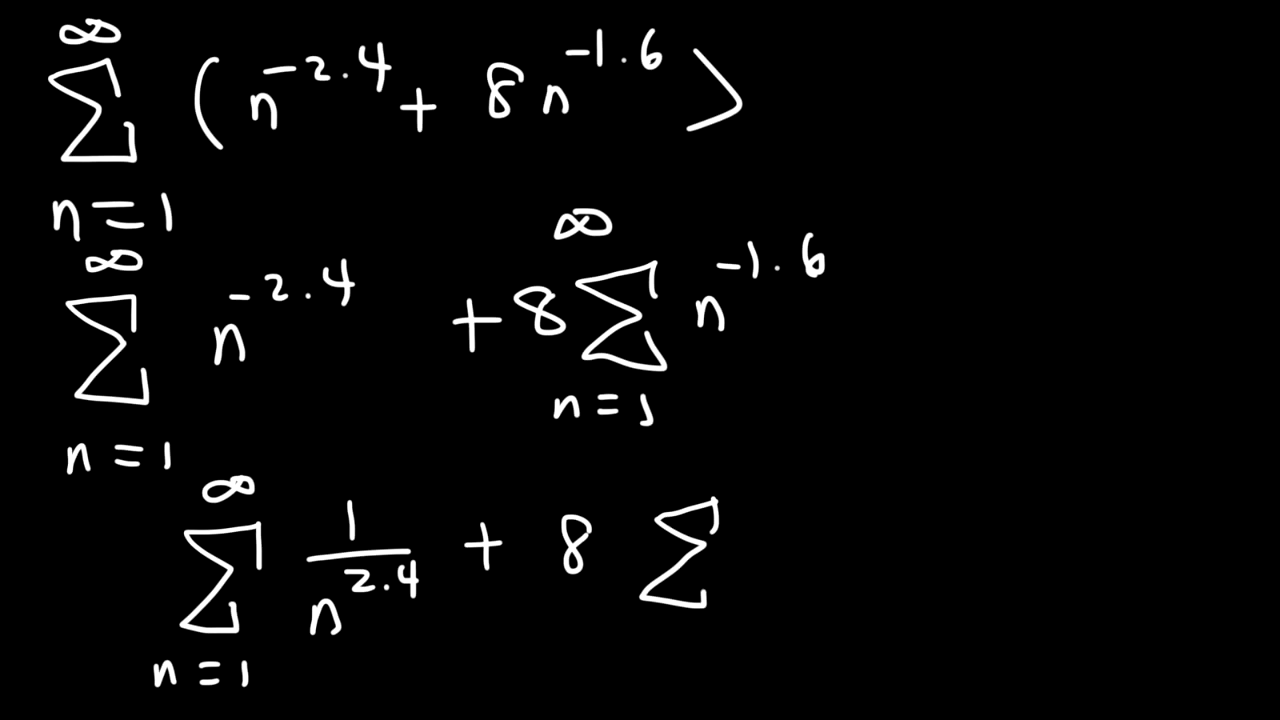 ∞
∑ (n^-2.4 + 8n^-1.6)
n=1
∞ ∞
∑ n^-2.4 + 8∑ n^-1.6
n=1 n=1
∞
∑ 1/n^2.4 + 8 ∑
n=1